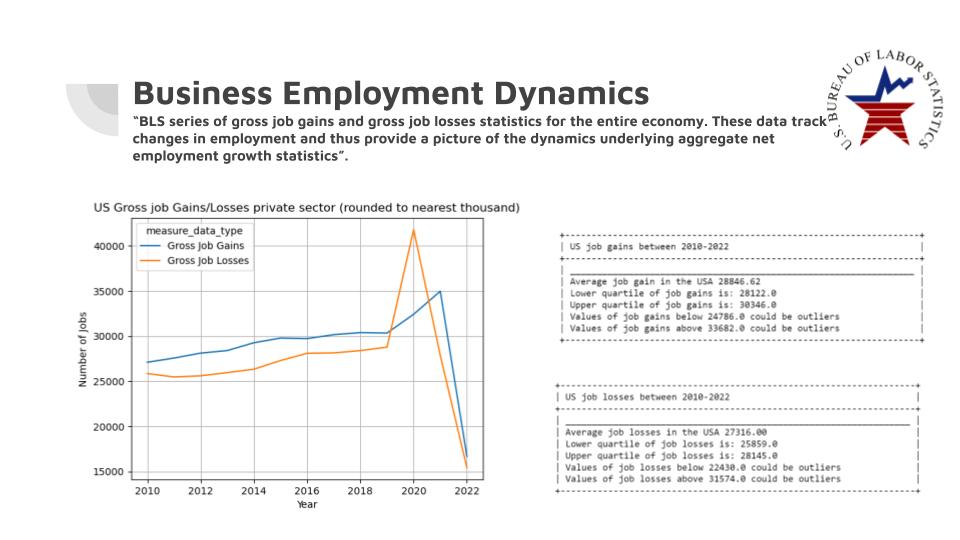 Business Employment Dynamics
“BLS series of gross job gains and gross job losses statistics for the entire economy. These data track
changes in employment and thus provide a picture of the dynamics underlying aggregate net
employment growth statistics”.
U.S. BUREAU OF LABOR STATISTICS
US Gross job Gains/Losses private sector (rounded to nearest thousand)
measure_data_type
Gross Job Gains
Gross Job Losses
Number of Jobs
40000
35000
30000
25000
20000
15000
2010 2012 2014 2016 2018 2020 2022
Year
US job gains between 2010-2022
Average job gain in the USA 28846.62
Lower quartile of job gains is: 28122.0
Upper quartile of job gains is: 30346.0
Values of job gains below 24786.0 could be outliers
Values of job gains above 33682.0 could be outliers
US job losses between 2010-2022
Average job losses in the USA 27316.00
Lower quartile of job losses is: 25859.0
Upper quartile of job losses is: 28145.0
Values of job losses below 22430.0 could be outliers
Values of job losses above 31574.0 could be outliers